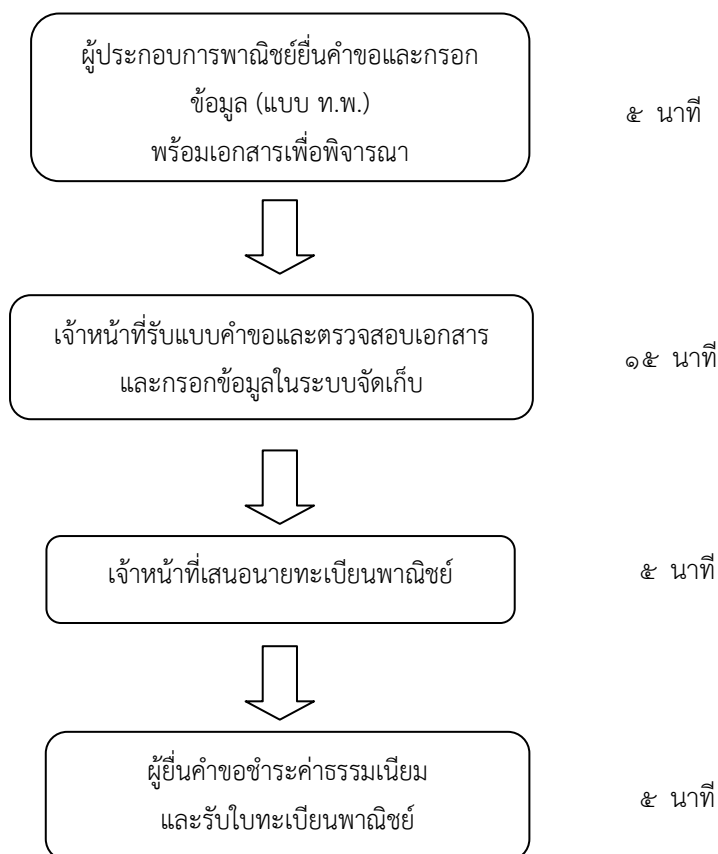 ผู้ประกอบการพาณิชย์ยื่นคำขอและกรอก
ข้อมูล (แบบ ท.พ.)
พร้อมเอกสารเพื่อพิจารณา
๕ นาที
เจ้าหน้าที่รับแบบคำขอและตรวจสอบเอกสาร
และกรอกข้อมูลในระบบจัดเก็บ
๑๕ นาที
เจ้าหน้าที่เสนอนายทะเบียนพาณิชย์
๕ นาที
ผู้ยื่นคำขอชำระค่าธรรมเนียม
และรับใบทะเบียนพาณิชย์
๕ นาที